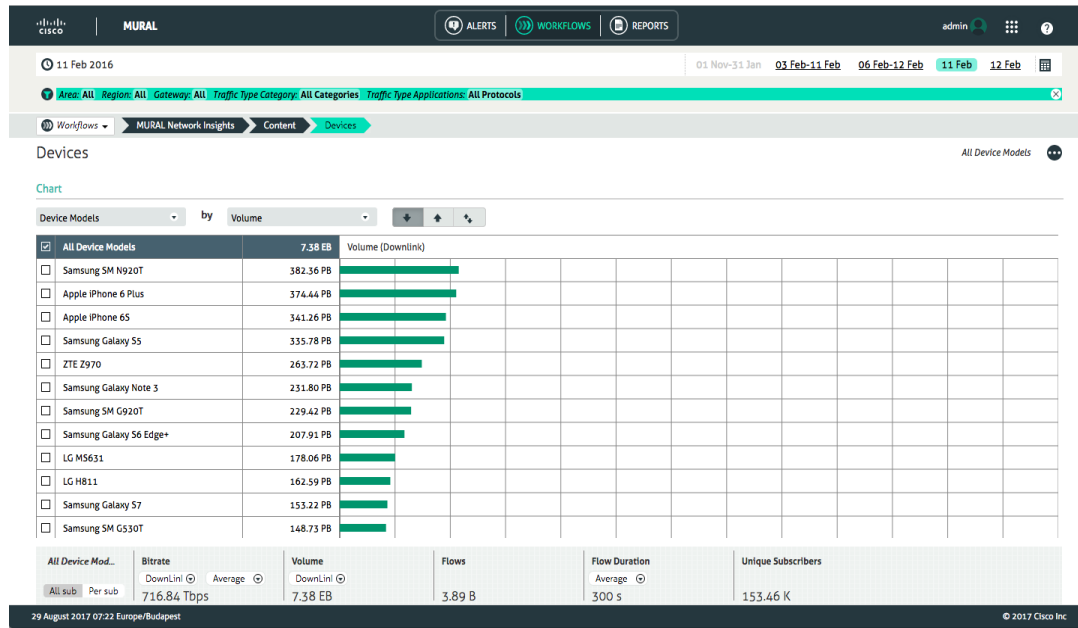 CISCO MURAL ALERTS WORKFLOWS REPORTS admin ?
11 Feb 2016 01 Nov-31 Jan 03 Feb-11 Feb 06 Feb-12 Feb 11 Feb 12 Feb
Area: All Region: All Gateway: All Traffic Type Category: All Categories Traffic Type Applications: All Protocols
Workflows MURAL Network Insights Content Devices
Devices All Device Models
Chart
Device Models by Volume
All Device Models 7.38 EB Volume (Downlink)
Samsung SM N920T 382.36 PB
Apple iPhone 6 Plus 374.44 PB
Apple iPhone 6S 341.26 PB
Samsung Galaxy S5 335.78 PB
ZTE Z970 263.72 PB
Samsung Galaxy Note 3 231.80 PB
Samsung SM G920T 229.42 PB
Samsung Galaxy S6 Edge+ 207.91 PB
LG MS631 178.06 PB
LG H811 162.59 PB
Samsung Galaxy S7 153.22 PB
Samsung SM G530T 148.73 PB
All Device Mod... Bitrate Volume Flows Flow Duration Unique Subscribers
DownLinl Average DownLinl Average
All sub Per sub 716.84 Tbps 7.38 EB 3.89 B 300 s 153.46 K
29 August 2017 07:22 Europe/Budapest © 2017 Cisco Inc